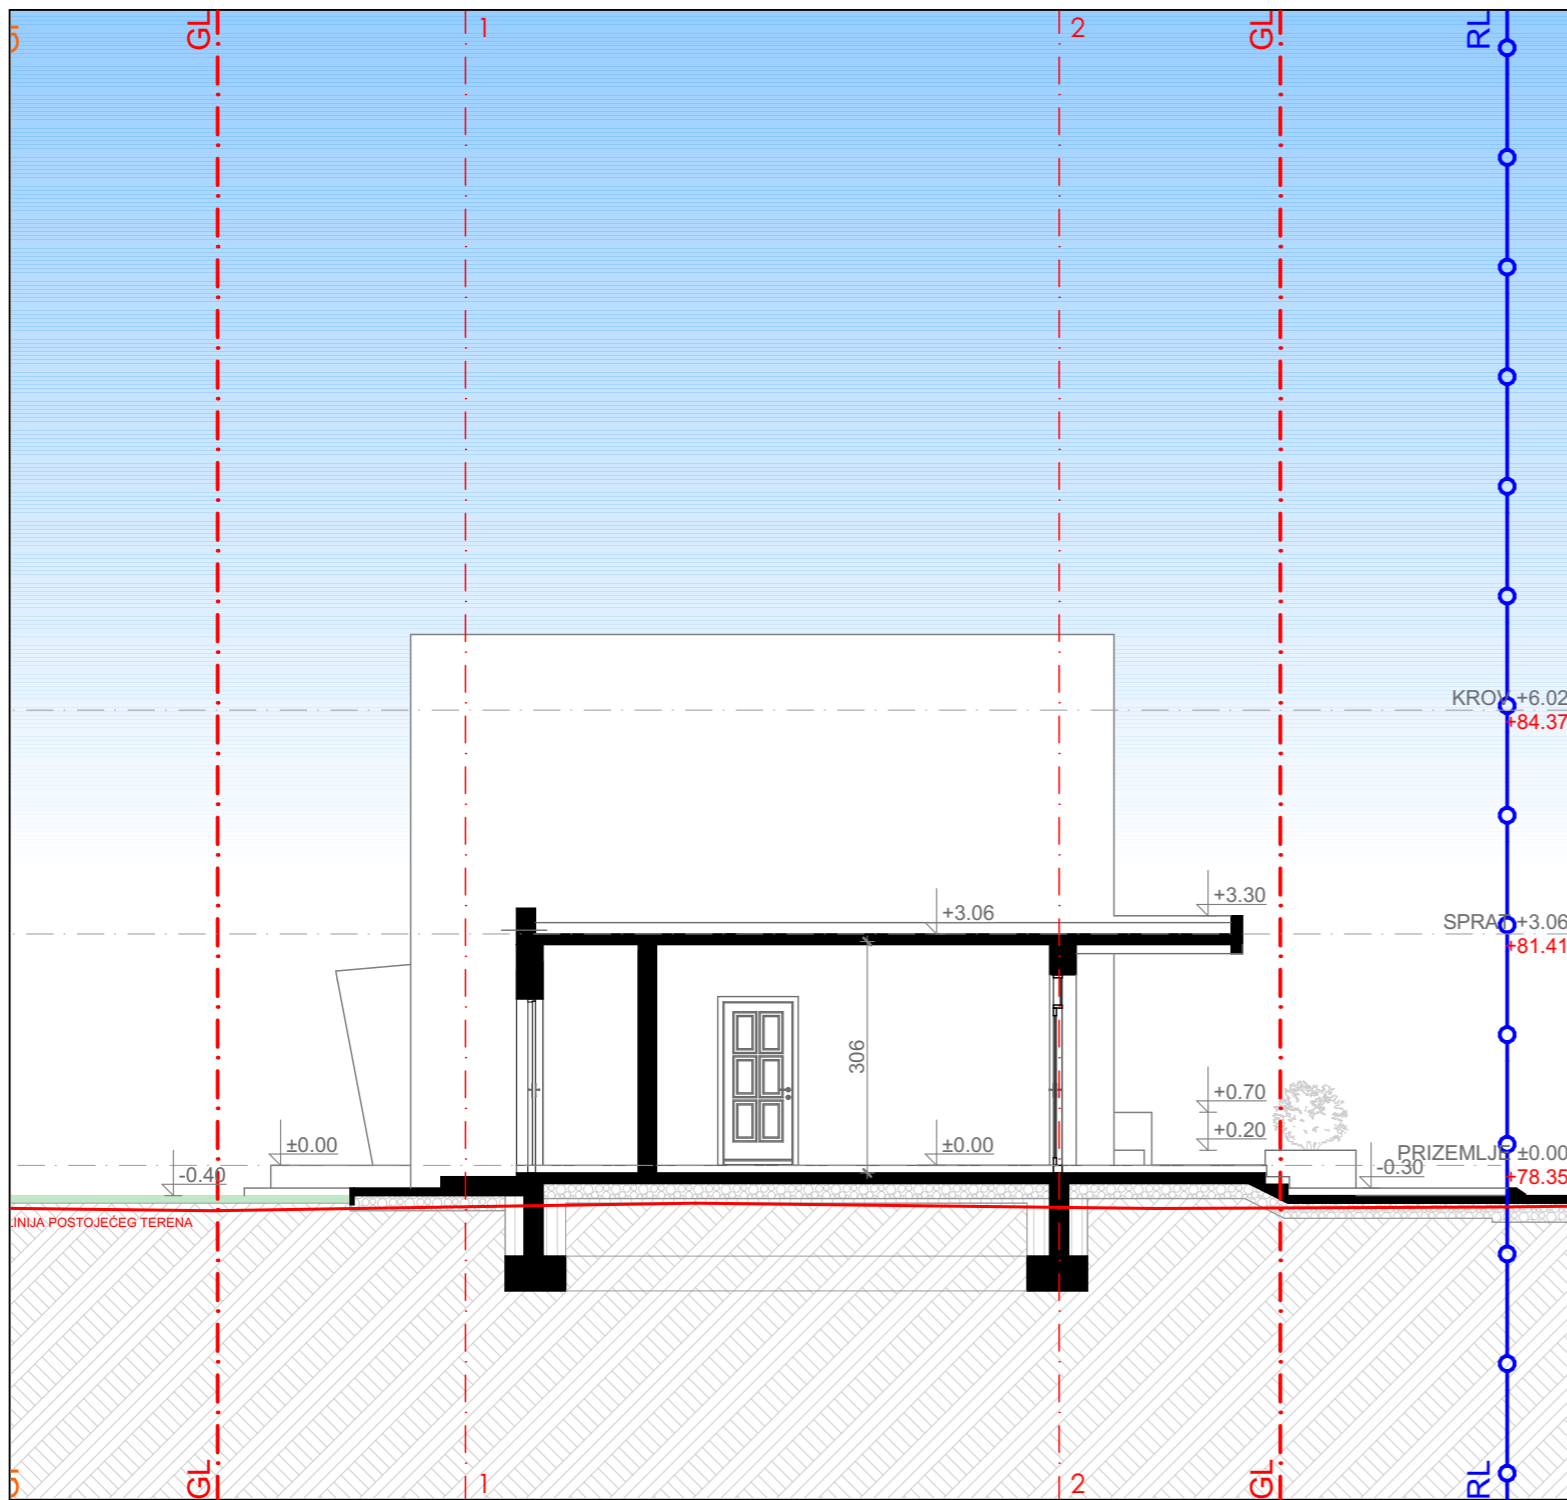 GL
1
2
GL
RL
KROV +6.02
+84.37
+3.30
+3.06
SPRAT +3.06
+81.41
306
+0.70
+0.20
±0.00
±0.00
PRIZEMLJE ±0.00
-0.40
-0.30
+78.35
LINIJA POSTOJEĆEG TERENA
GL
1
2
GL
RL